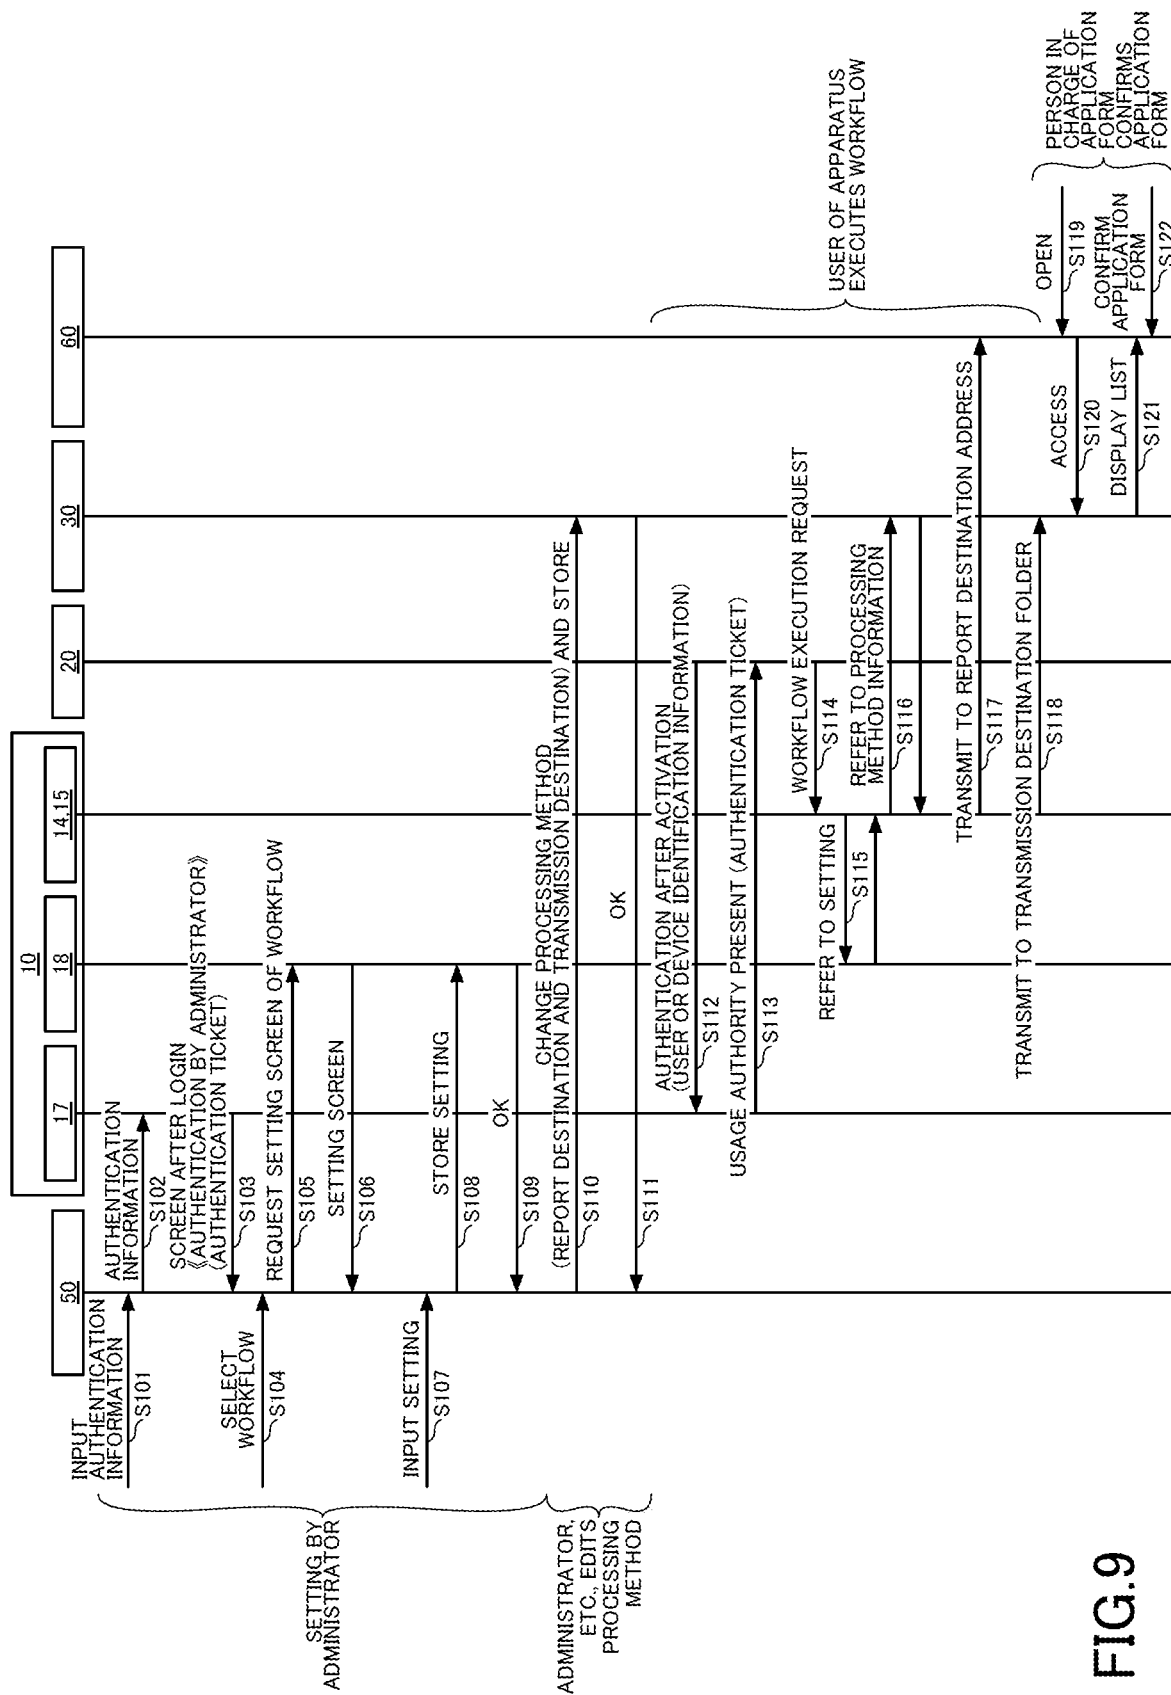 FIG.9
10
50
17
18
14,15
20
30
60
INPUT
AUTHENTICATION
INFORMATION
S101
AUTHENTICATION
INFORMATION
S102
SCREEN AFTER LOGIN
《AUTHENTICATION BY ADMINISTRATOR》
(AUTHENTICATION TICKET)
S103
SELECT
WORKFLOW
S104
REQUEST SETTING SCREEN OF WORKFLOW
S105
SETTING SCREEN
S106
INPUT SETTING
S107
STORE SETTING
S108
OK
S109
SETTING BY
ADMINISTRATOR
CHANGE PROCESSING METHOD
(REPORT DESTINATION AND TRANSMISSION DESTINATION) AND STORE
S110
OK
S111
ADMINISTRATOR,
ETC., EDITS
PROCESSING
METHOD
AUTHENTICATION AFTER ACTIVATION
(USER OR DEVICE IDENTIFICATION INFORMATION)
S112
USAGE AUTHORITY PRESENT (AUTHENTICATION TICKET)
S113
WORKFLOW EXECUTION REQUEST
S114
REFER TO SETTING
S115
REFER TO PROCESSING
METHOD INFORMATION
S116
TRANSMIT TO REPORT DESTINATION ADDRESS
S117
TRANSMIT TO TRANSMISSION DESTINATION FOLDER
S118
USER OF APPARATUS
EXECUTES WORKFLOW
OPEN
S119
ACCESS
S120
DISPLAY LIST
S121
CONFIRM
APPLICATION
FORM
S122
PERSON IN
CHARGE OF
APPLICATION
FORM CONFIRMS
APPLICATION
FORM